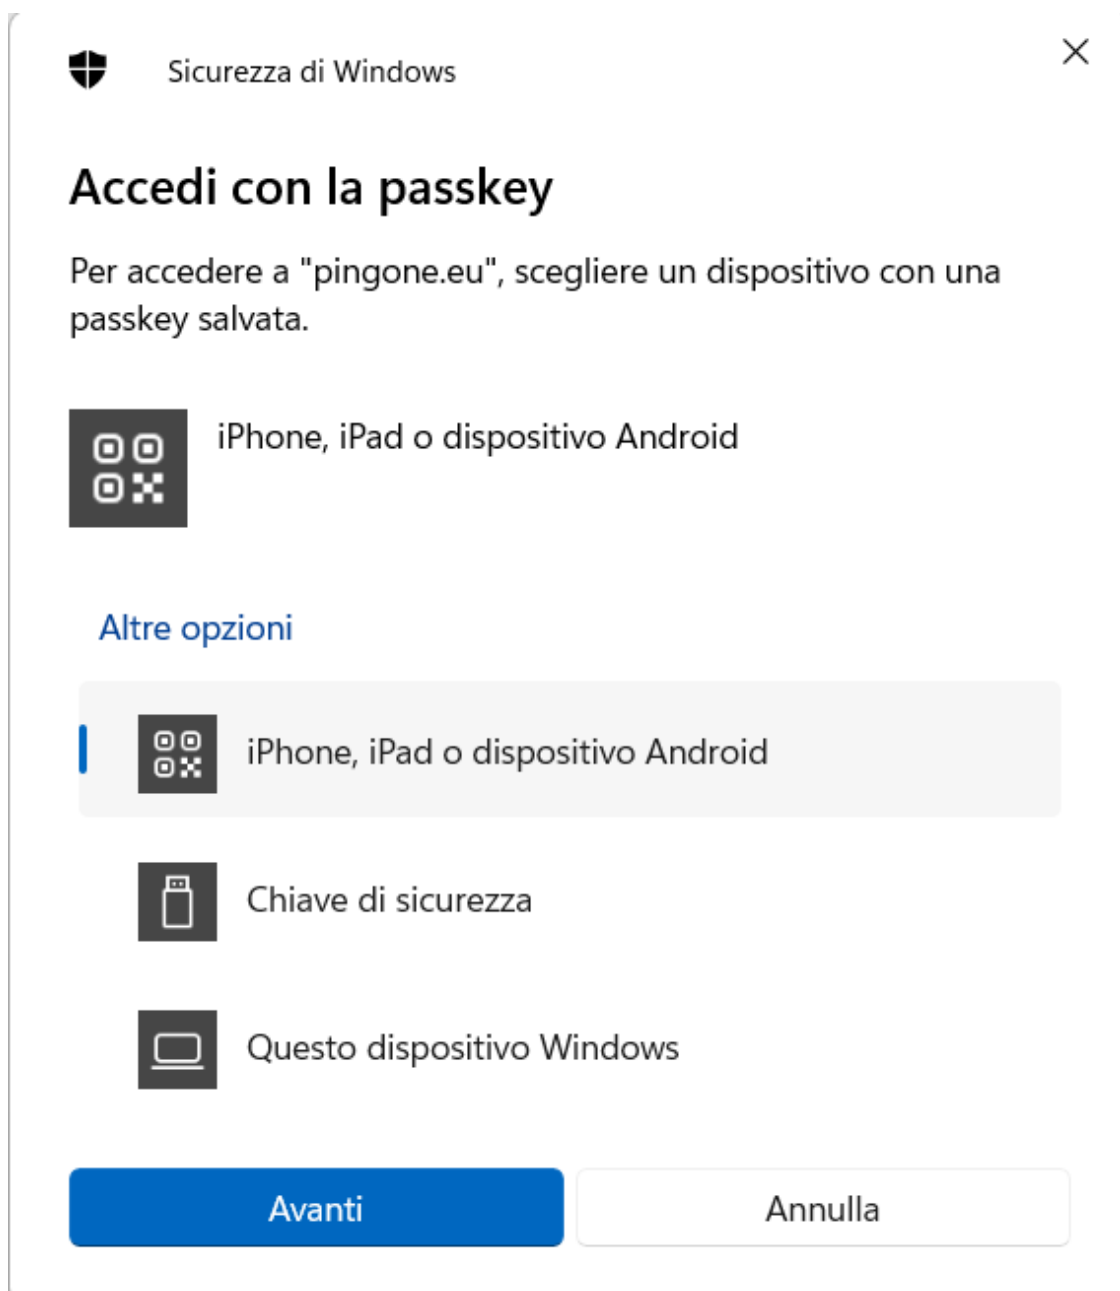 Sicurezza di Windows
Accedi con la passkey
Per accedere a "pingone.eu", scegliere un dispositivo con una
passkey salvata.
iPhone, iPad o dispositivo Android
Altre opzioni
iPhone, iPad o dispositivo Android
Chiave di sicurezza
Questo dispositivo Windows
Avanti
Annulla